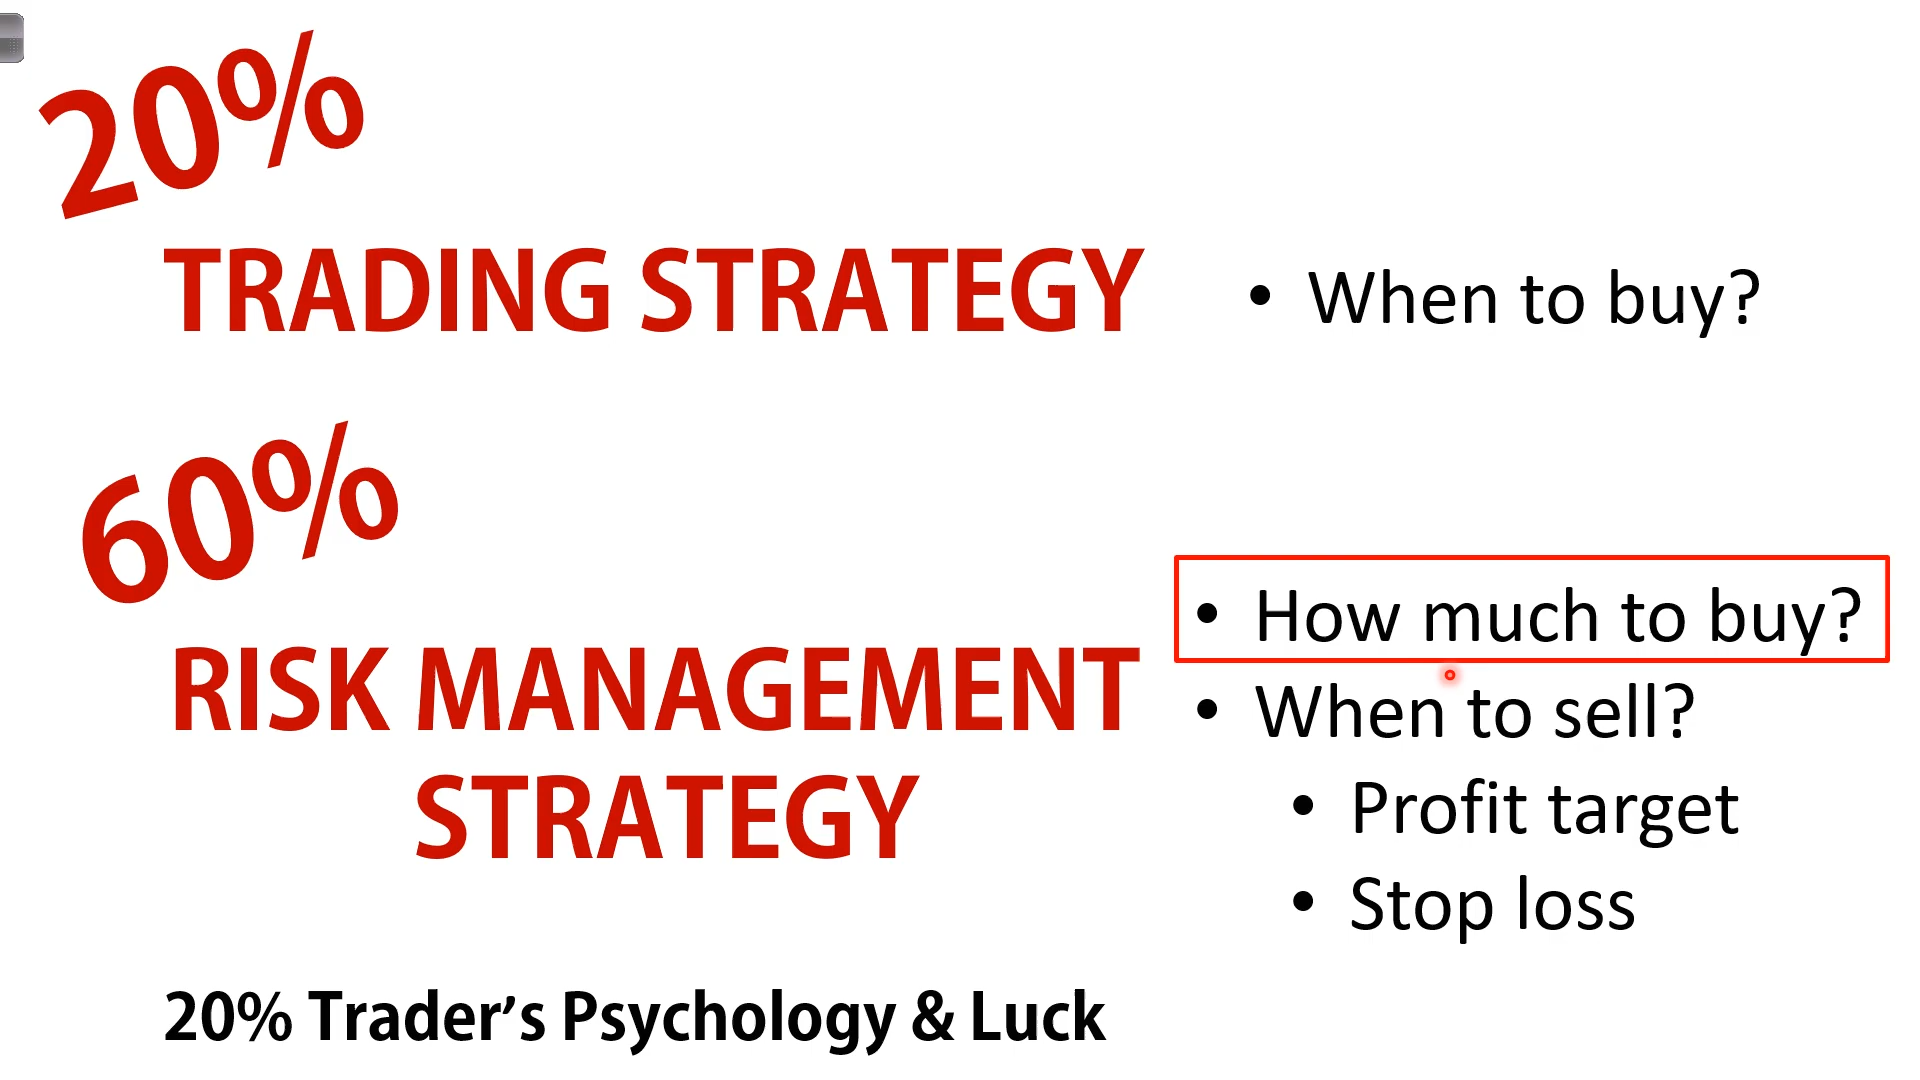 20%
TRADING STRATEGY
• When to buy?
60%
RISK MANAGEMENT
STRATEGY
• How much to buy?
• When to sell?
• Profit target
• Stop loss
20% Trader’s Psychology & Luck